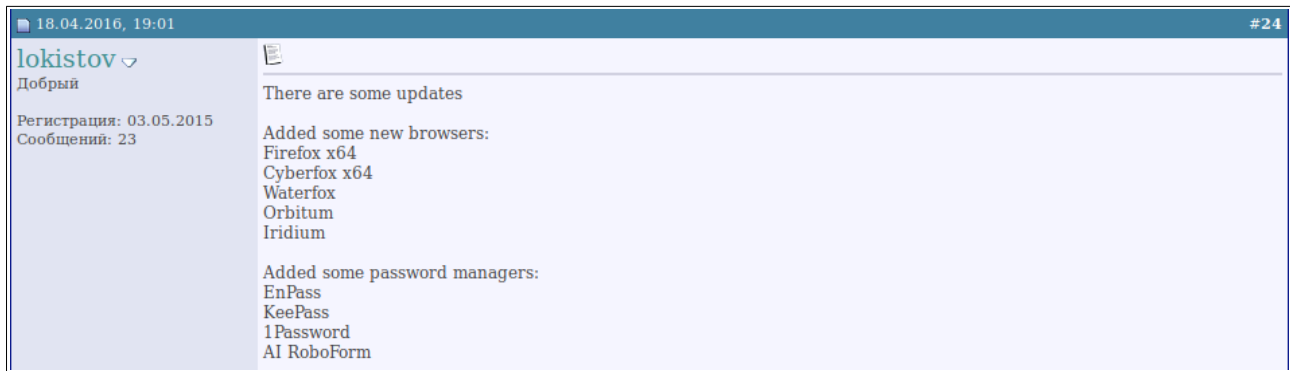 18.04.2016, 19:01 #24
lokistov
Добрый
Регистрация: 03.05.2015
Сообщений: 23
There are some updates
Added some new browsers:
Firefox x64
Cyberfox x64
Waterfox
Orbitum
Iridium
Added some password managers:
EnPass
KeePass
1Password
AI RoboForm